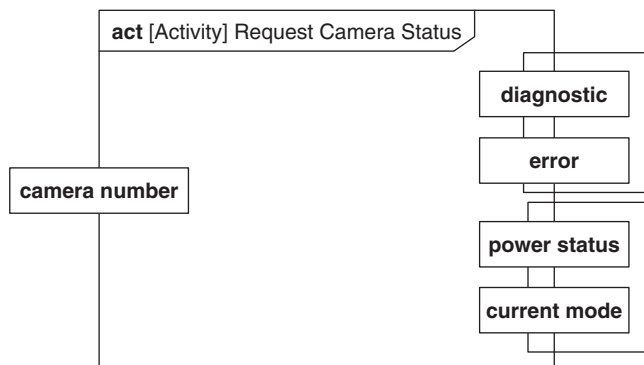 act [Activity] Request Camera Status
diagnostic
error
camera number
power status
current mode